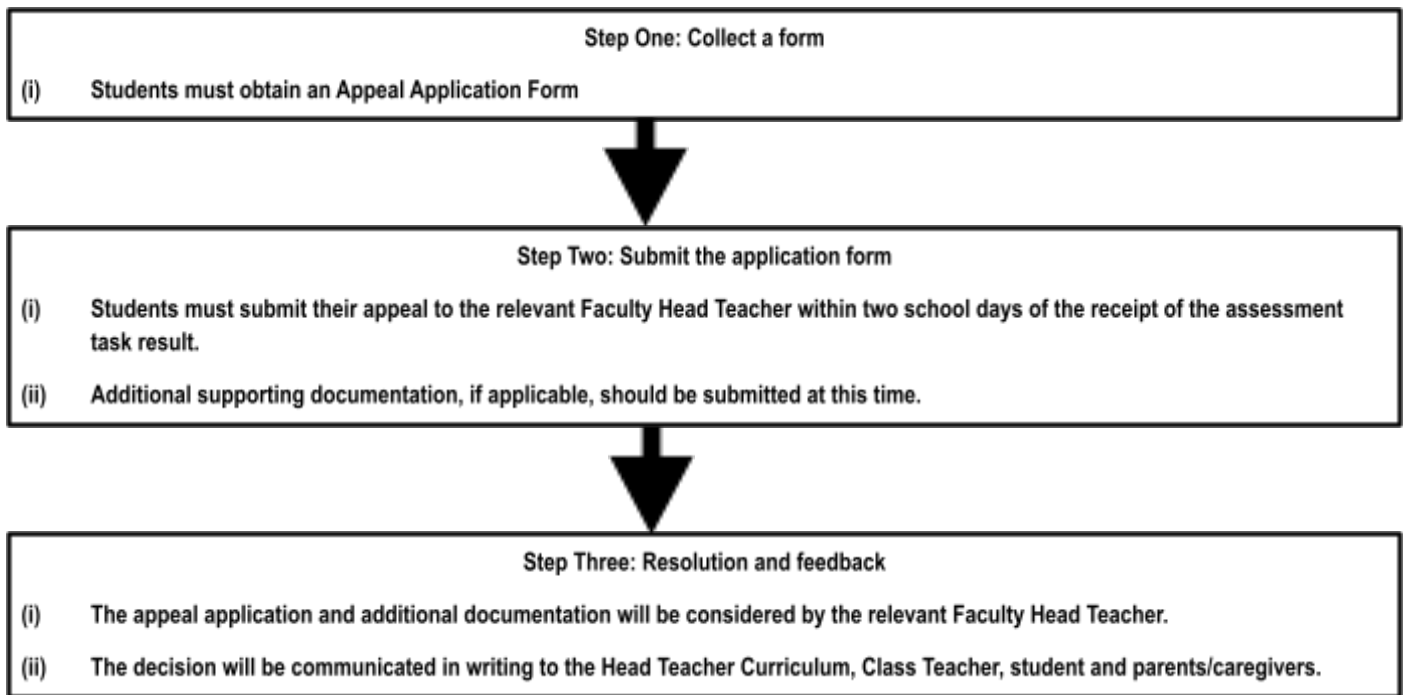 Step One: Collect a form
(i) Students must obtain an Appeal Application Form
Step Two: Submit the application form
(i) Students must submit their appeal to the relevant Faculty Head Teacher within two school days of the receipt of the assessment
task result.
(ii) Additional supporting documentation, if applicable, should be submitted at this time.
Step Three: Resolution and feedback
(i) The appeal application and additional documentation will be considered by the relevant Faculty Head Teacher.
(ii) The decision will be communicated in writing to the Head Teacher Curriculum, Class Teacher, student and parents/caregivers.